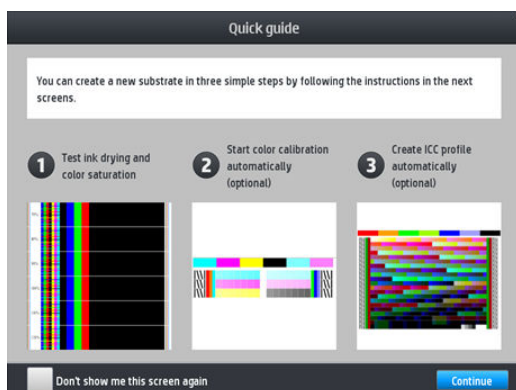 Quick guide
You can create a new substrate in three simple steps by following the instructions in the next
screens.
1
Test ink drying and
color saturation
2
Start color calibration
automatically
(optional)
3
Create ICC profile
automatically
(optional)
Don't show me this screen again
Continue